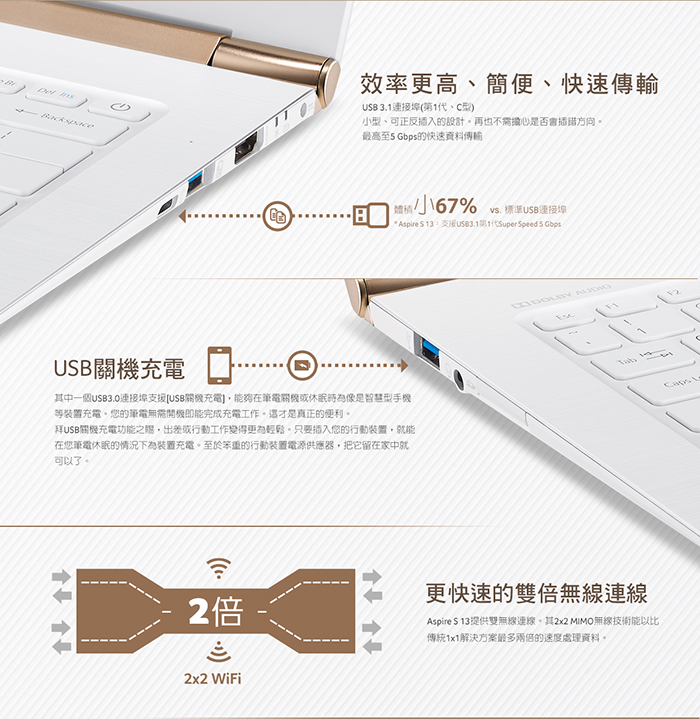 效率更高、簡便、快速傳輸
USB 3.1連接埠(第1代、C型)
小型、可正反插入的設計。再也不需擔心是否會插錯方向。
最高至5 Gbps的快速資料傳輸
Del Ins
Backspace
體積小67% vs. 標準USB連接埠
*Aspire S 13，支援USB3.1第1代Super Speed 5 Gbps
DOLBY AUDIO
Esc F1 F2
Tab
Caps
USB關機充電
其中一個USB3.0連接埠支援[USB關機充電]，能夠在筆電關機或休眠時為像是智慧型手機
等裝置充電。您的筆電無需開機即能完成充電工作。這才是真正的便利。
拜USB關機充電功能之賜，出差或行動工作變得更為輕鬆。只要插入您的行動裝置，就能
在您筆電休眠的情況下為裝置充電。至於笨重的行動裝置電源供應器，把它留在家中就
可以了。
2倍
2x2 WiFi
更快速的雙倍無線連線
Aspire S 13提供雙無線連線。其2x2 MIMO無線技術能以比
傳統1x1解決方案最多兩倍的速度處理資料。